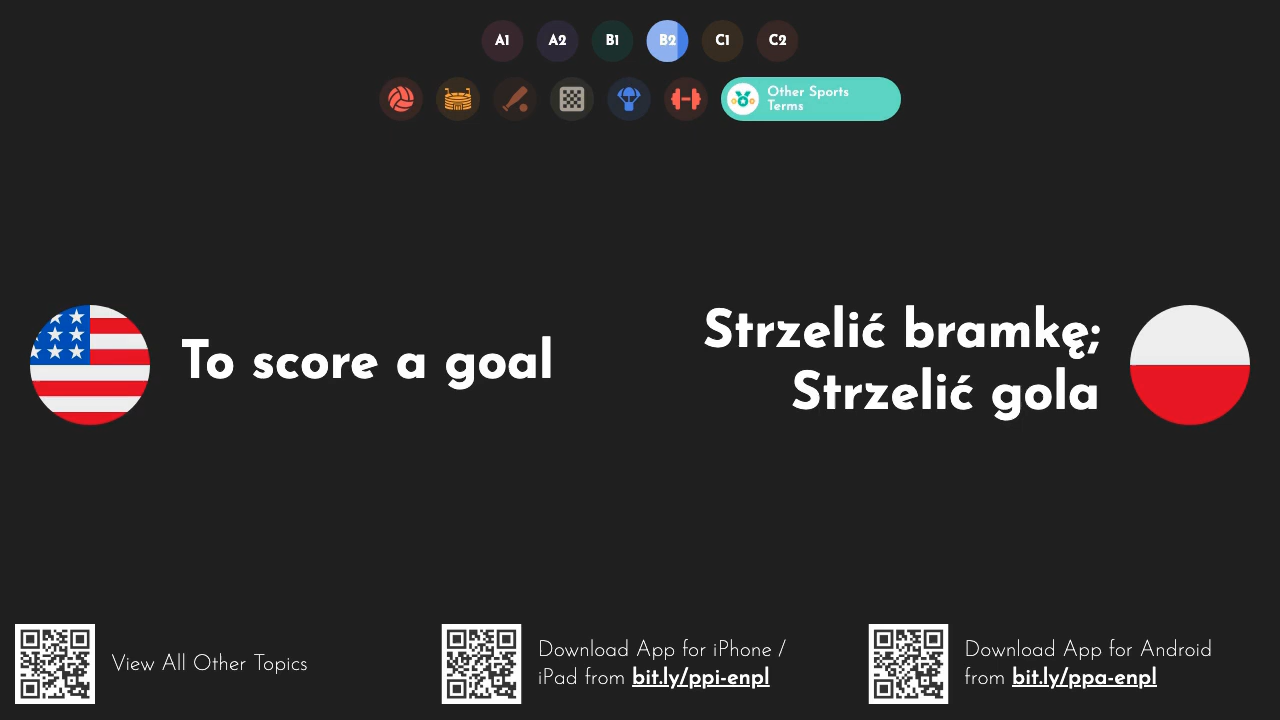 A1 A2 B1 B2 C1 C2
Other Sports
Terms
To score a goal
Strzelić bramkę;
Strzelić gola
View All Other Topics
Download App for iPhone /
iPad from bit.ly/ppi-enpl
Download App for Android
from bit.ly/ppa-enpl